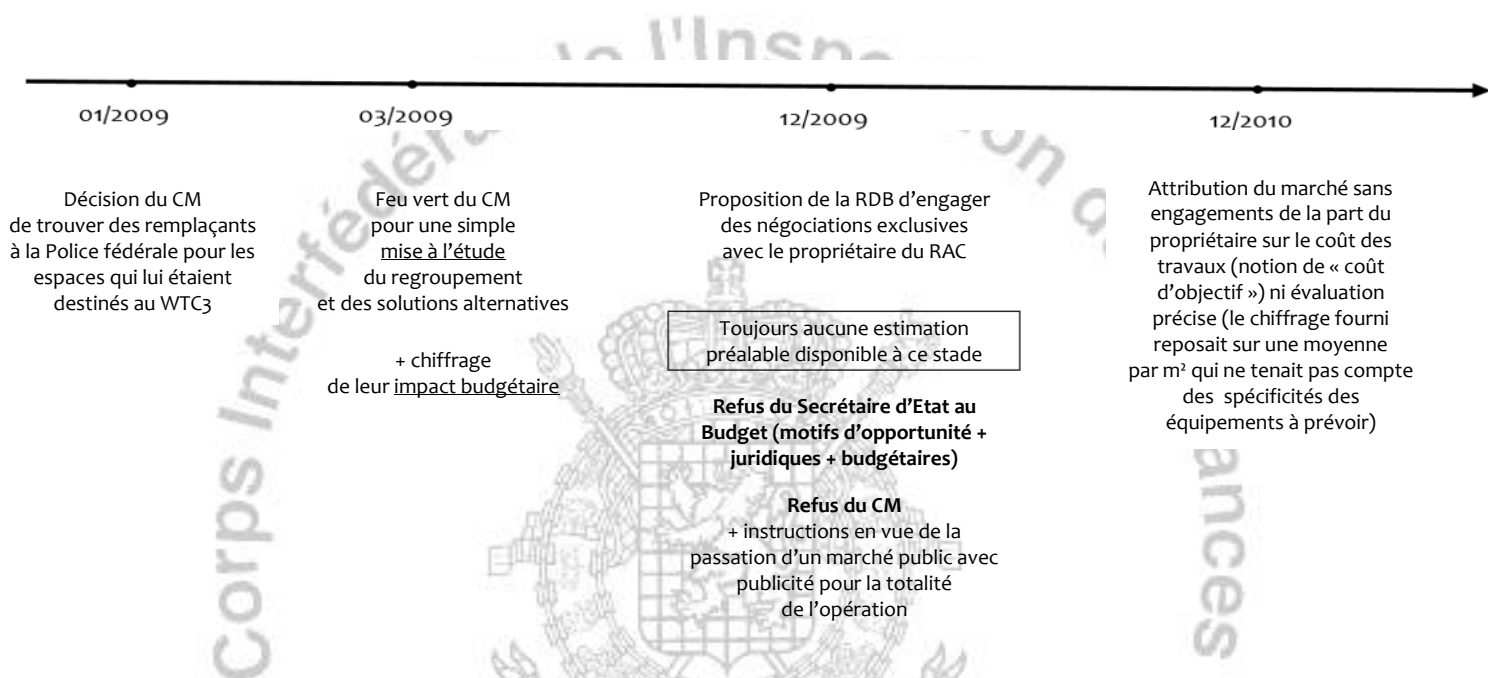 de l'Inspection des Finances
Corps Interfédéral
01/2009
03/2009
12/2009
12/2010
Décision du CM
de trouver des remplaçants
à la Police fédérale pour les
espaces qui lui étaient
destinés au WTC3
Feu vert du CM
pour une simple
mise à l'étude
du regroupement
et des solutions alternatives
+ chiffrage
de leur impact budgétaire
Proposition de la RDB d'engager
des négociations exclusives
avec le propriétaire du RAC
Toujours aucune estimation
préalable disponible à ce stade
Refus du Secrétaire d'Etat au
Budget (motifs d'opportunité +
juridiques + budgétaires)
Refus du CM
+ instructions en vue de la
passation d'un marché public avec
publicité pour la totalité
de l'opération
Attribution du marché sans
engagements de la part du
propriétaire sur le coût des
travaux (notion de « coût
d'objectif ») ni évaluation
précise (le chiffrage fourni
reposait sur une moyenne
par m² qui ne tenait pas compte
des spécificités des
équipements à prévoir)